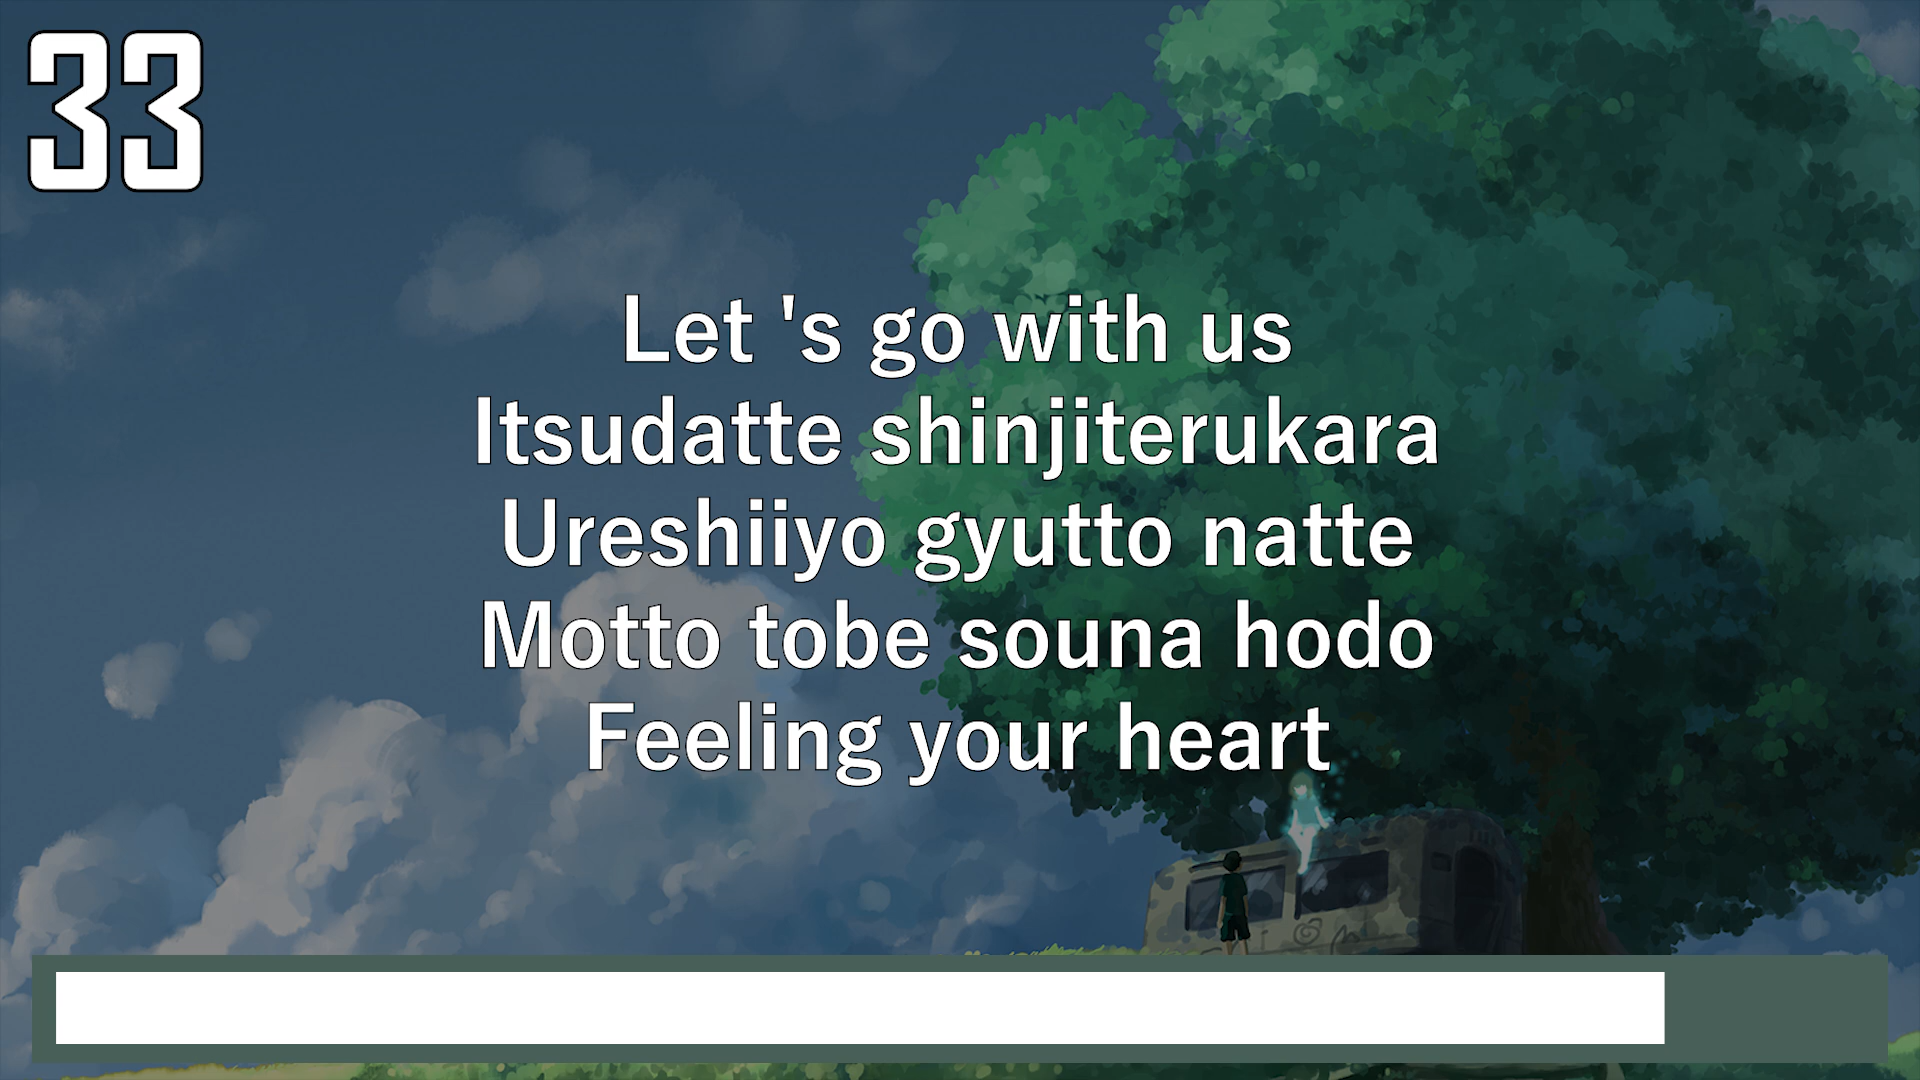 33
Let 's go with us
Itsudatte shinjiterukara
Ureshiiyo gyutto natte
Motto tobe souna hodo
Feeling your heart